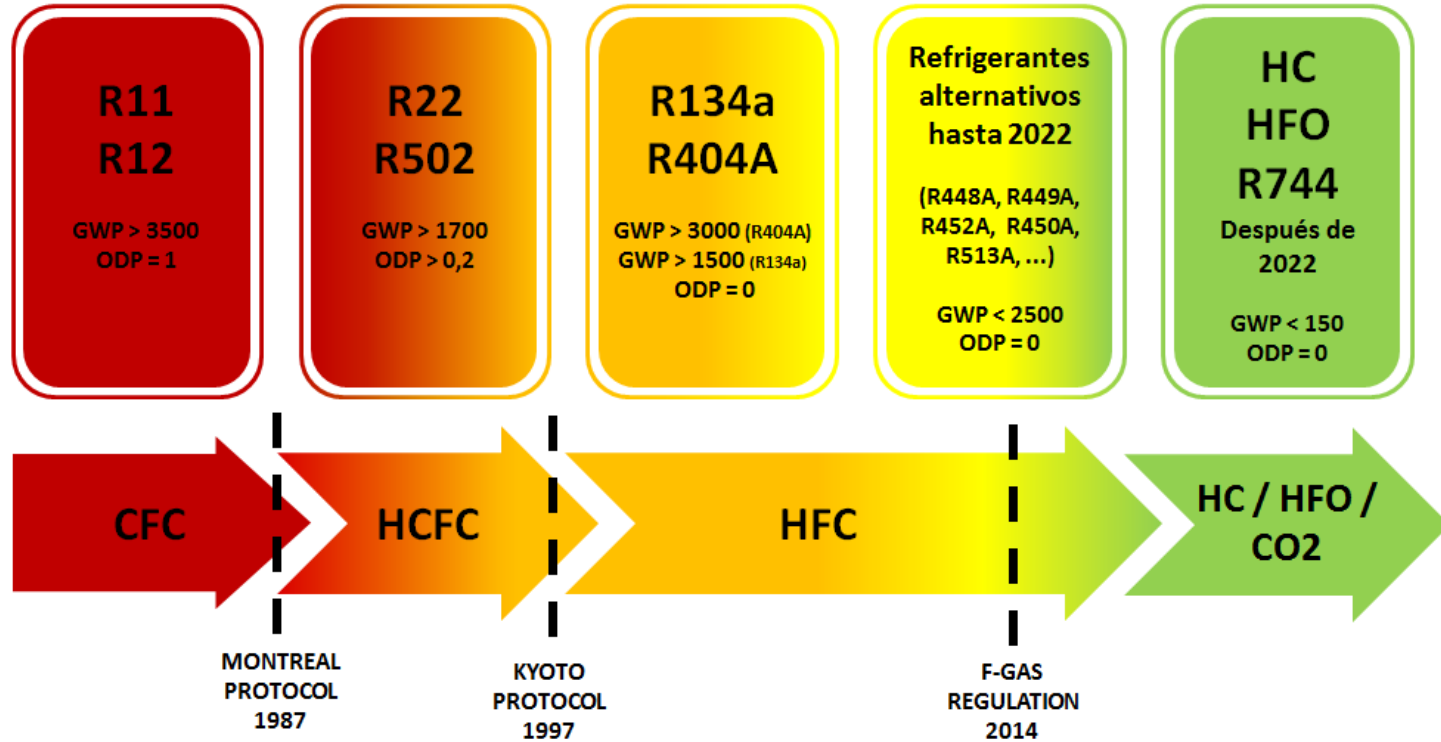 R11
R12
GWP > 3500
ODP = 1
R22
R502
GWP > 1700
ODP > 0,2
R134a
R404A
GWP > 3000 (R404A)
GWP > 1500 (R134a)
ODP = 0
Refrigerantes
alternativos
hasta 2022
(R448A, R449A,
R452A, R450A,
R513A, ...)
GWP < 2500
ODP = 0
HC
HFO
R744
Después de
2022
GWP < 150
ODP = 0
CFC
HCFC
HFC
HC / HFO /
CO2
MONTREAL
PROTOCOL
1987
KYOTO
PROTOCOL
1997
F-GAS
REGULATION
2014